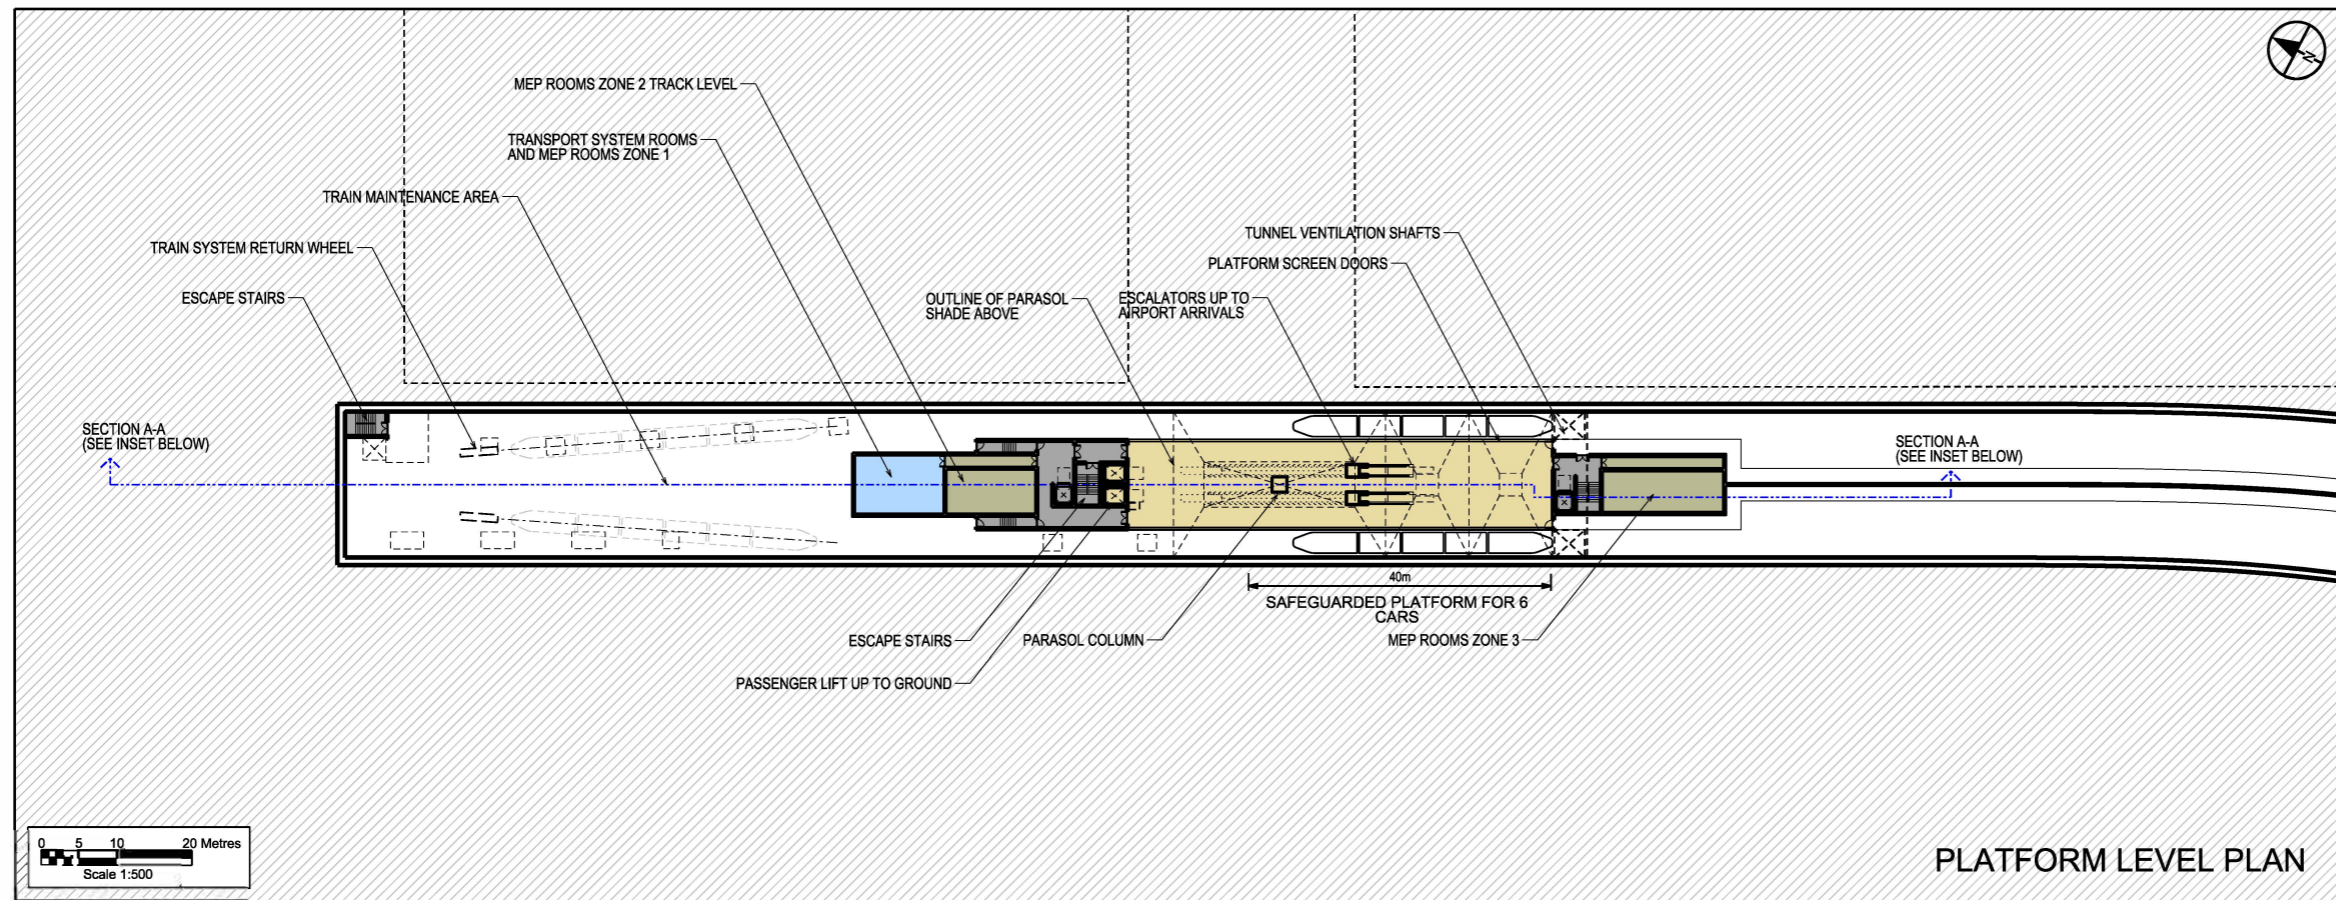 N
MEP ROOMS ZONE 2 TRACK LEVEL
TRANSPORT SYSTEM ROOMS
AND MEP ROOMS ZONE 1
TRAIN MAINTENANCE AREA
TRAIN SYSTEM RETURN WHEEL
ESCAPE STAIRS
TUNNEL VENTILATION SHAFTS
PLATFORM SCREEN DOORS
OUTLINE OF PARASOL
SHADE ABOVE
ESCALATORS UP TO
AIRPORT ARRIVALS
SECTION A-A
(SEE INSET BELOW)
SECTION A-A
(SEE INSET BELOW)
40m
SAFEGUARDED PLATFORM FOR 6
CARS
ESCAPE STAIRS
PARASOL COLUMN
MEP ROOMS ZONE 3
PASSENGER LIFT UP TO GROUND
0 5 10 20 Metres
Scale 1:500
PLATFORM LEVEL PLAN